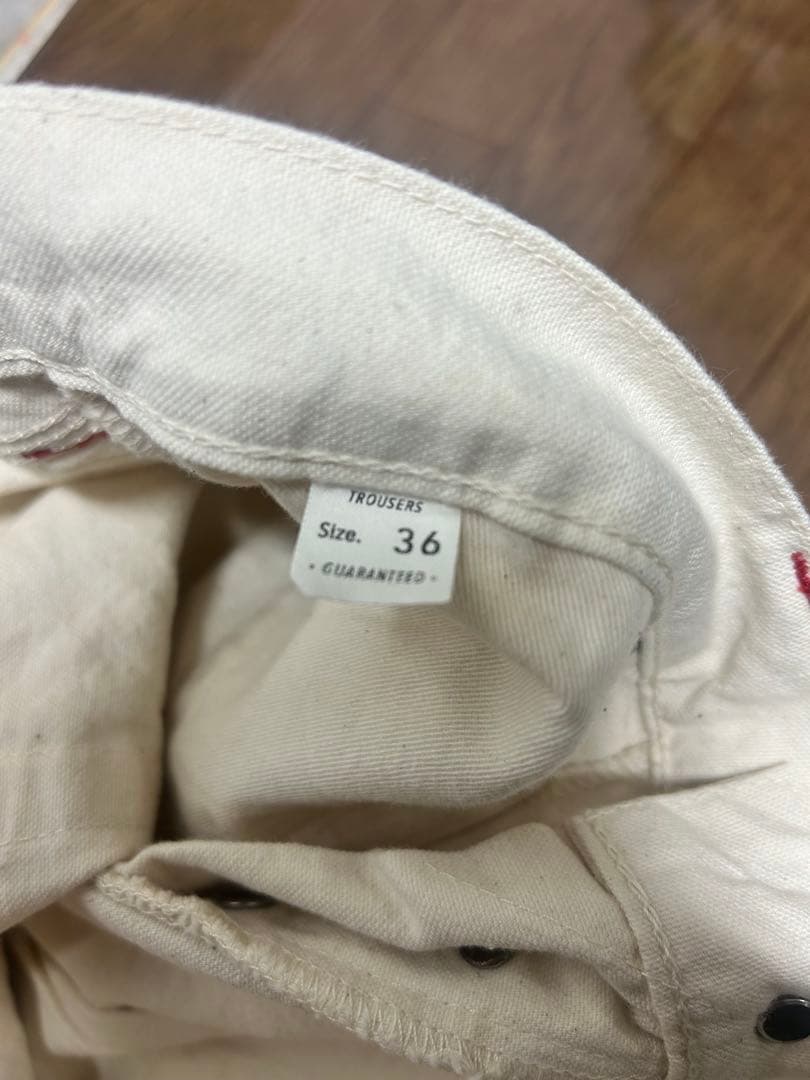 TROUSERS
Size. 36
• GUARANTEED •